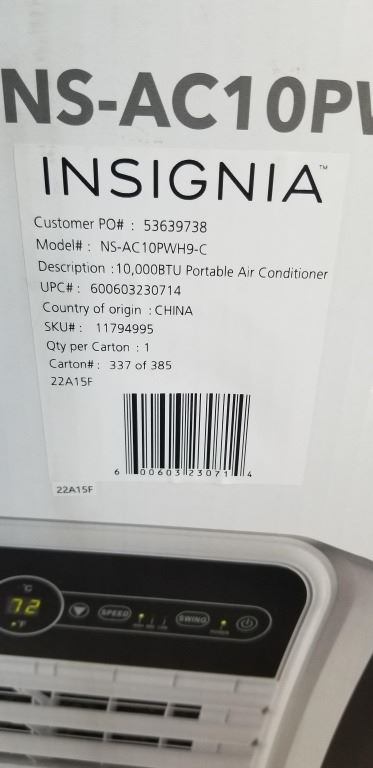 NS-AC10PW
INSIGNIA™
Customer PO# : 53639738
Model# : NS-AC10PWH9-C
Description :10,000BTU Portable Air Conditioner
UPC# : 600603230714
Country of origin : CHINA
SKU# : 11794995
Qty per Carton : 1
Carton# : 337 of 385
22A15F
6 00603 23071 4
22A15F
°C
72
°F
SPEED
SWING